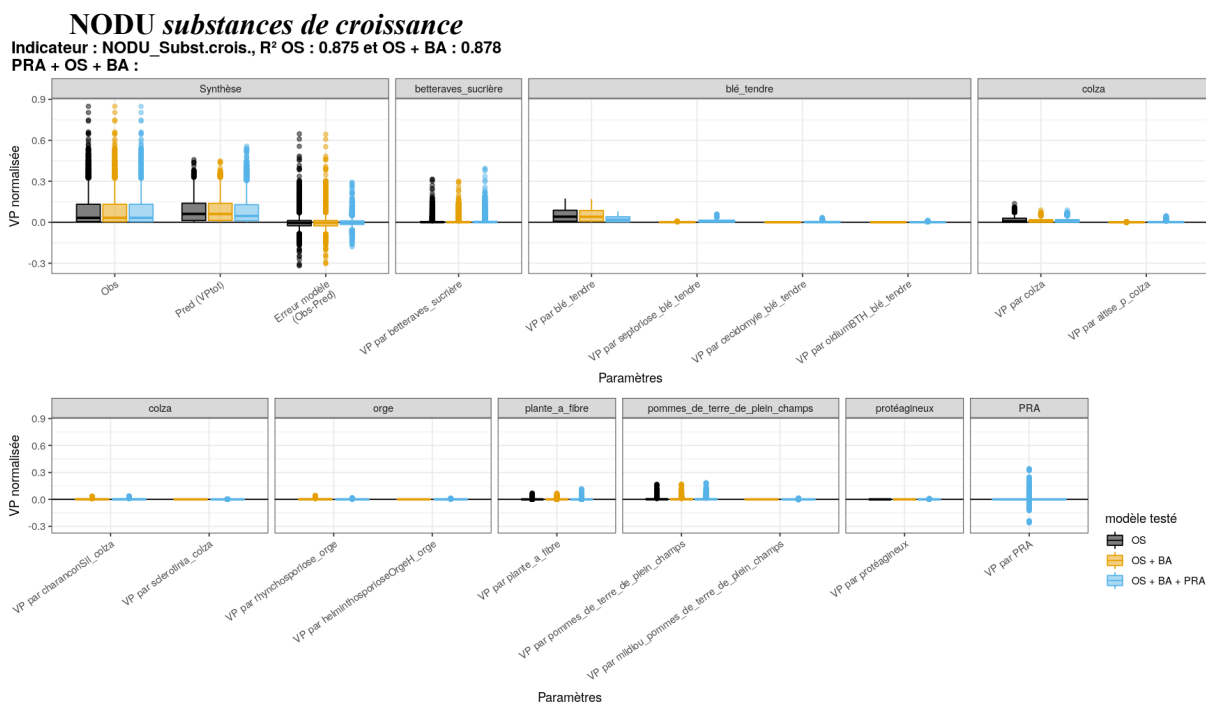 NODU substances de croissance
Indicateur : NODU_Subst.crois., R² OS : 0.875 et OS + BA : 0.878
PRA + OS + BA :
Synthèse
betteraves_sucrière
blé_tendre
colza
VP normalisée
0.9
0.6
0.3
0.0
-0.3
Obs
Pred (VPtot)
Erreur modèle
(Obs-Pred)
VP par betteraves_sucrière
VP par blé_tendre
VP par septoriose_blé_tendre
VP par cecidomyie_blé_tendre
VP par oïdiumBTH_blé_tendre
VP par colza
VP par altise_p_colza
Paramètres
colza
orge
plante_a_fibre
pommes_de_terre_de_plein_champs
protéagineux
PRA
VP normalisée
0.9
0.6
0.3
0.0
-0.3
VP par charanconSil_colza
VP par sclerotinia_colza
VP par rhynchosporiose_orge
VP par helminthosporioseOrgeH_orge
VP par plante_a_fibre
VP par pommes_de_terre_de_plein_champs
VP par mildiou_pommes_de_terre_de_plein_champs
VP par protéagineux
VP par PRA
Paramètres
modèle testé
OS
OS + BA
OS + BA + PRA